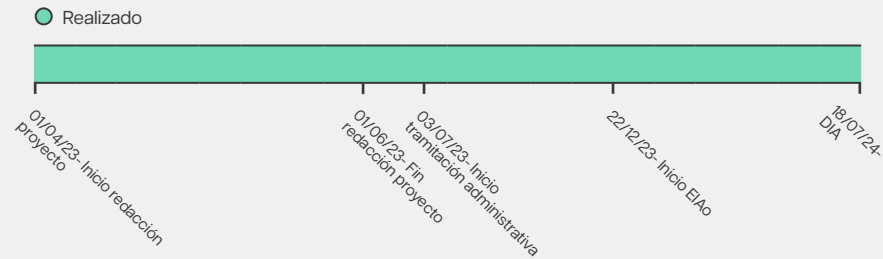 Realizado
01/04/23- Inicio redacción
proyecto
01/06/23- Fin
redacción proyecto
03/07/23- Inicio
tramitación administrativa
22/12/23- Inicio EIAo
18/07/24-
DIA